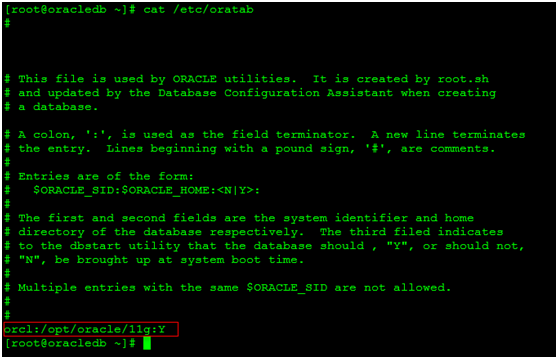 [root@oracledb ~]# cat /etc/oratab
#
# This file is used by ORACLE utilities.  It is created by root.sh
# and updated by the Database Configuration Assistant when creating
# a database.
# A colon, ':', is used as the field terminator.  A new line terminates
# the entry.  Lines beginning with a pound sign, '#', are comments.
#
# Entries are of the form:
#   $ORACLE_SID:$ORACLE_HOME:<N|Y>:
#
# The first and second fields are the system identifier and home
# directory of the database respectively.  The third filed indicates
# to the dbstart utility that the database should , "Y", or should not,
# "N", be brought up at system boot time.
#
# Multiple entries with the same $ORACLE_SID are not allowed.
#
#
orcl:/opt/oracle/11g:Y
[root@oracledb ~]#